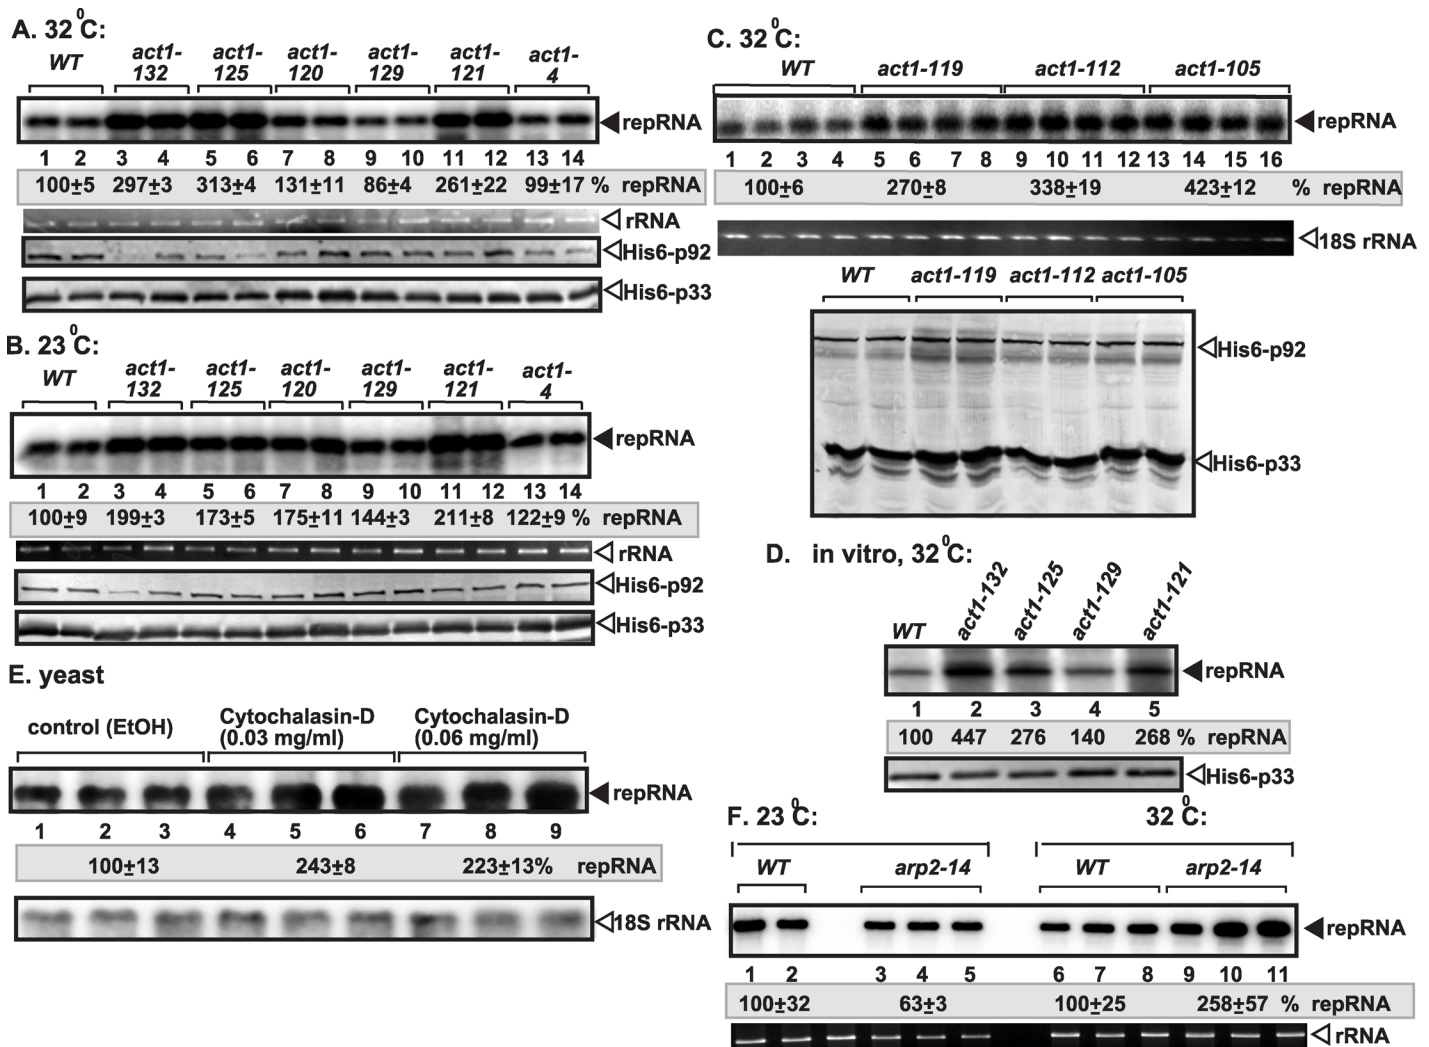 A. 32 0C:
WT act1-132 act1-125 act1-120 act1-129 act1-121 act1-4
repRNA
1 2 3 4 5 6 7 8 9 10 11 12 13 14
100±5 297±3 313±4 131±11 86±4 261±22 99±17 % repRNA
rRNA
His6-p92
His6-p33
B. 23 0C:
WT act1-132 act1-125 act1-120 act1-129 act1-121 act1-4
repRNA
1 2 3 4 5 6 7 8 9 10 11 12 13 14
100±9 199±3 173±5 175±11 144±3 211±8 122±9 % repRNA
rRNA
His6-p92
His6-p33
C. 32 0C:
WT act1-119 act1-112 act1-105
repRNA
1 2 3 4 5 6 7 8 9 10 11 12 13 14 15 16
100±6 270±8 338±19 423±12 % repRNA
18S rRNA
WT act1-119 act1-112 act1-105
His6-p92
His6-p33
D. in vitro, 32 0C:
WT act1-132 act1-125 act1-129 act1-121
repRNA
1 2 3 4 5
100 447 276 140 268 % repRNA
His6-p33
E. yeast
control (EtOH) Cytochalasin-D (0.03 mg/ml) Cytochalasin-D (0.06 mg/ml)
repRNA
1 2 3 4 5 6 7 8 9
100±13 243±8 223±13% repRNA
18S rRNA
F. 23 0C: 32 0C:
WT arp2-14 WT arp2-14
repRNA
1 2 3 4 5 6 7 8 9 10 11
100±32 63±3 100±25 258±57 % repRNA
rRNA